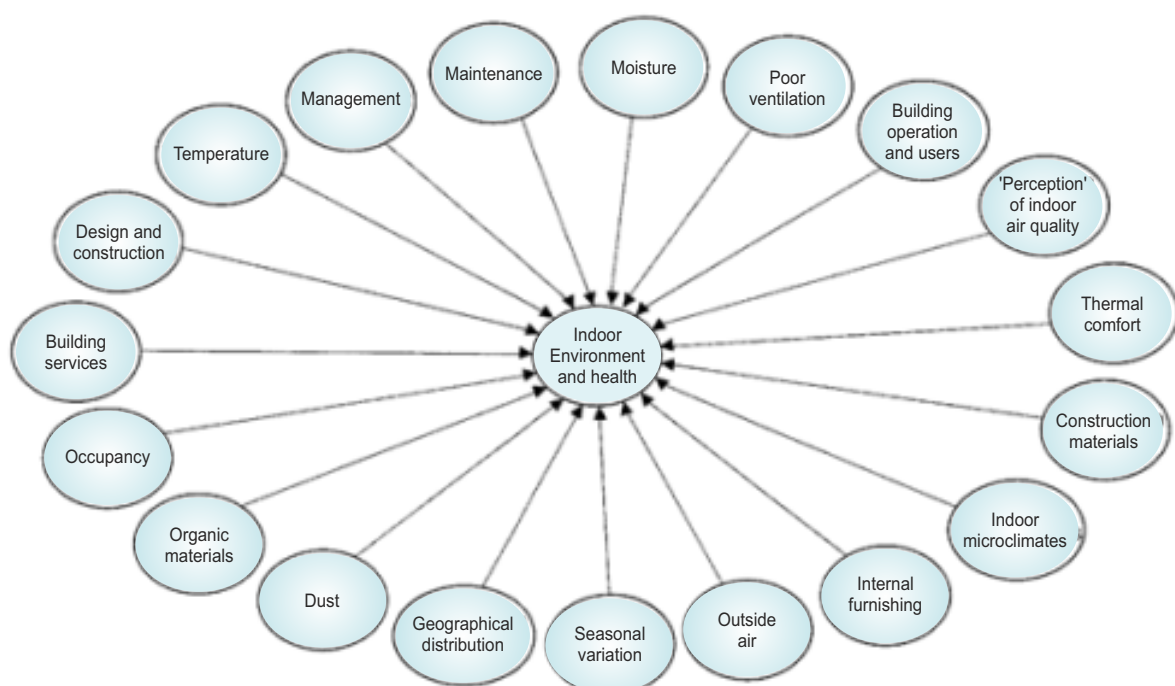 Maintenance
Moisture
Poor
ventilation
Management
Building
operation
and users
Temperature
'Perception'
of indoor
air quality
Design and
construction
Thermal
comfort
Building
services
Indoor
Environment
and health
Construction
materials
Occupancy
Indoor
microclimates
Organic
materials
Internal
furnishing
Dust
Outside
air
Geographical
distribution
Seasonal
variation